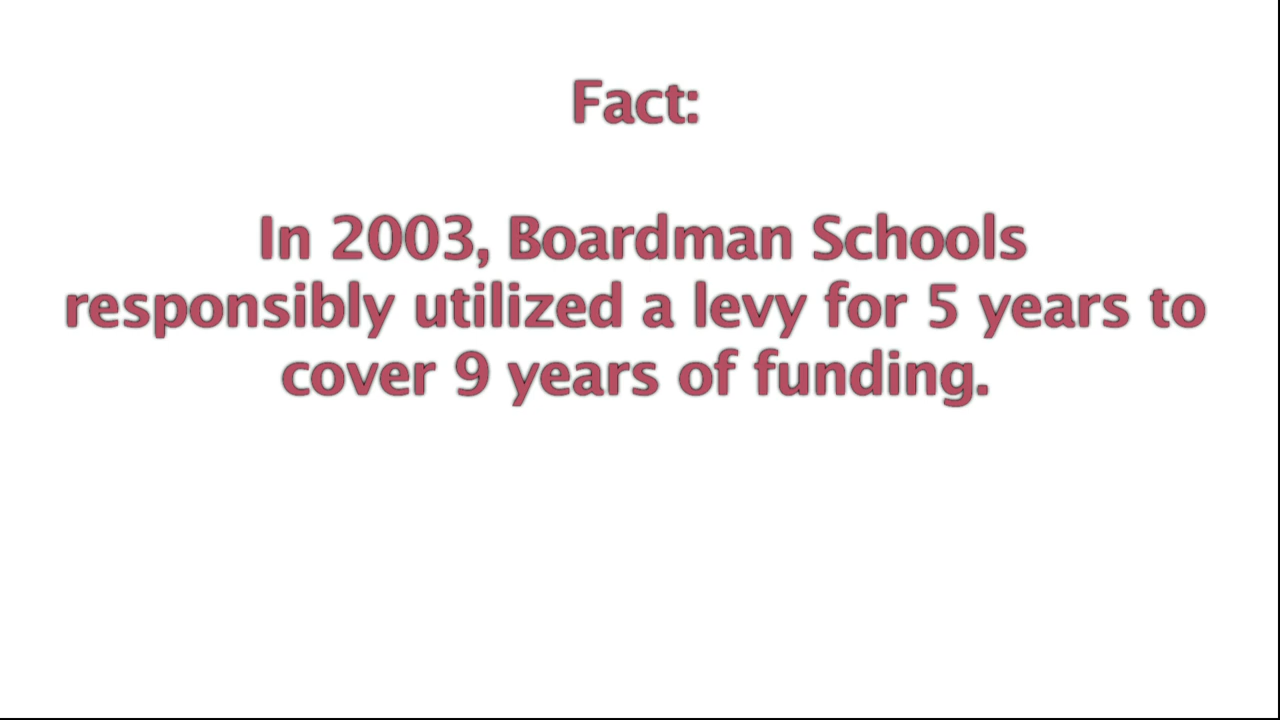 Fact:
In 2003, Boardman Schools
responsibly utilized a levy for 5 years to
cover 9 years of funding.